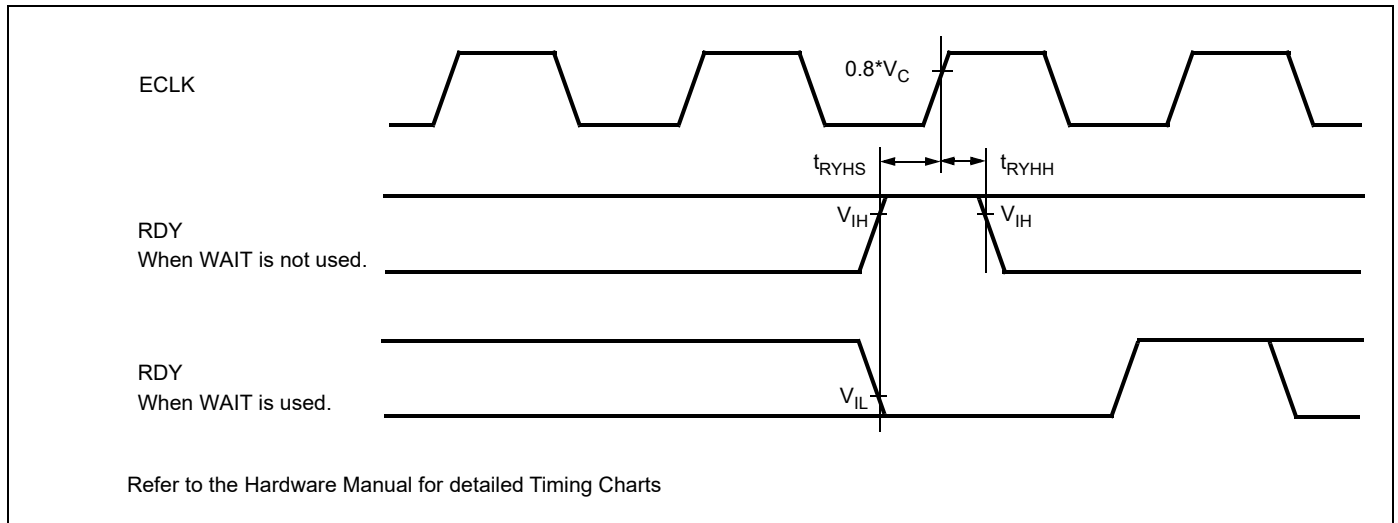 ECLK
0.8*VC
tRYHS
tRYHH
VIH
VIH
RDY
When WAIT is not used.
RDY
When WAIT is used.
VIL
Refer to the Hardware Manual for detailed Timing Charts